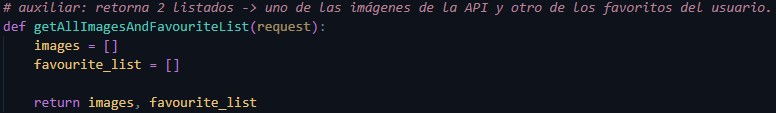 # auxiliar: retorna 2 listados -> uno de las imágenes de la API y otro de los favoritos del usuario.
def getAllImagesAndFavouriteList(request):
    images = []
    favourite_list = []
    return images, favourite_list